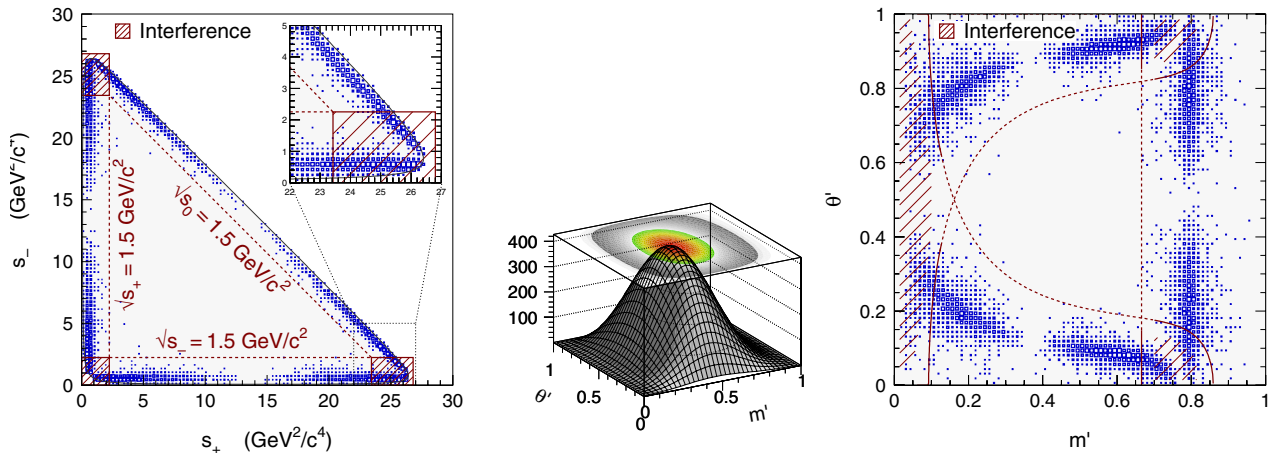 Interference
s_ (GeV²/c⁴)
30
25
20
15
10
5
0
0 5 10 15 20 25 30
s₊ (GeV²/c⁴)
√s₊ = 1.5 GeV/c²
√s₀ = 1.5 GeV/c²
√s₋ = 1.5 GeV/c²
5
4
3
2
1
0
22 23 24 25 26 27
400
300
200
100
1
0.5
0
θ'
0
0.5
1
m'
Interference
θ'
1
0.8
0.6
0.4
0.2
0
0 0.2 0.4 0.6 0.8 1
m'